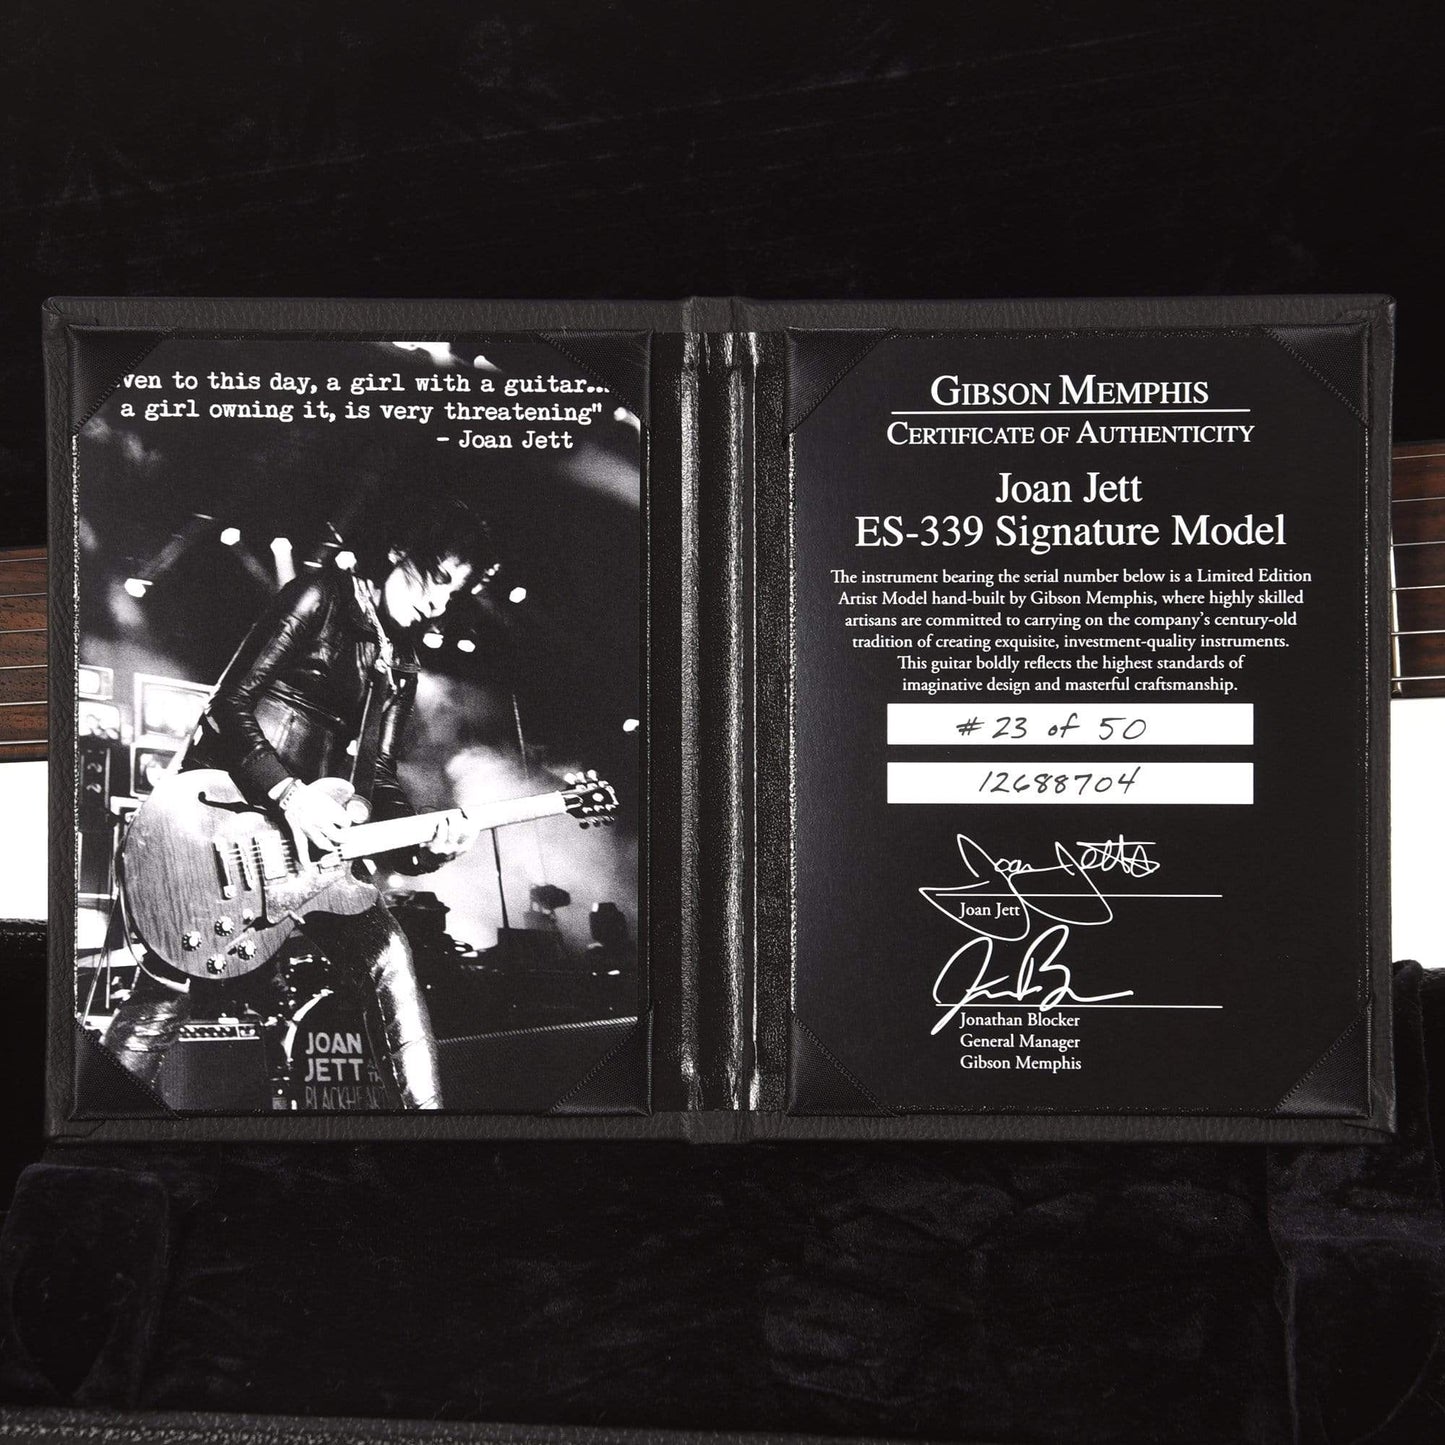 ven to this day, a girl with a guitar...
a girl owning it, is very threatening"
- Joan Jett
JOAN
JETT
GIBSON MEMPHIS
CERTIFICATE OF AUTHENTICITY
Joan Jett
ES-339 Signature Model
The instrument bearing the serial number below is a Limited Edition
Artist Model hand-built by Gibson Memphis, where highly skilled
artisans are committed to carrying on the company's century-old
tradition of creating exquisite, investment-quality instruments.
This guitar boldly reflects the highest standards of
imaginative design and masterful craftsmanship.
# 23 of 50
12688704
Joan Jett
Joan Jett
Jonathan Blocker
General Manager
Gibson Memphis